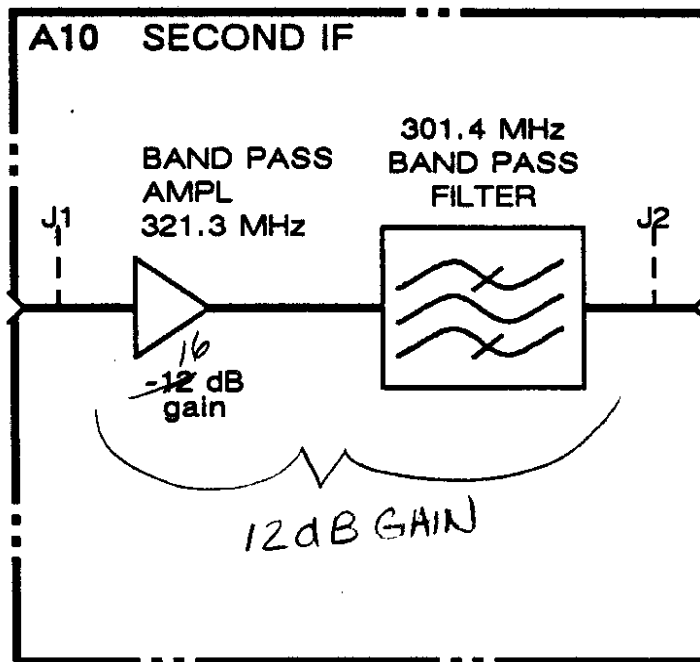 A10 SECOND IF
301.4 MHz
BAND PASS
FILTER
BAND PASS
AMPL
321.3 MHz
J1
J2
16
-12 dB
gain
12dB GAIN